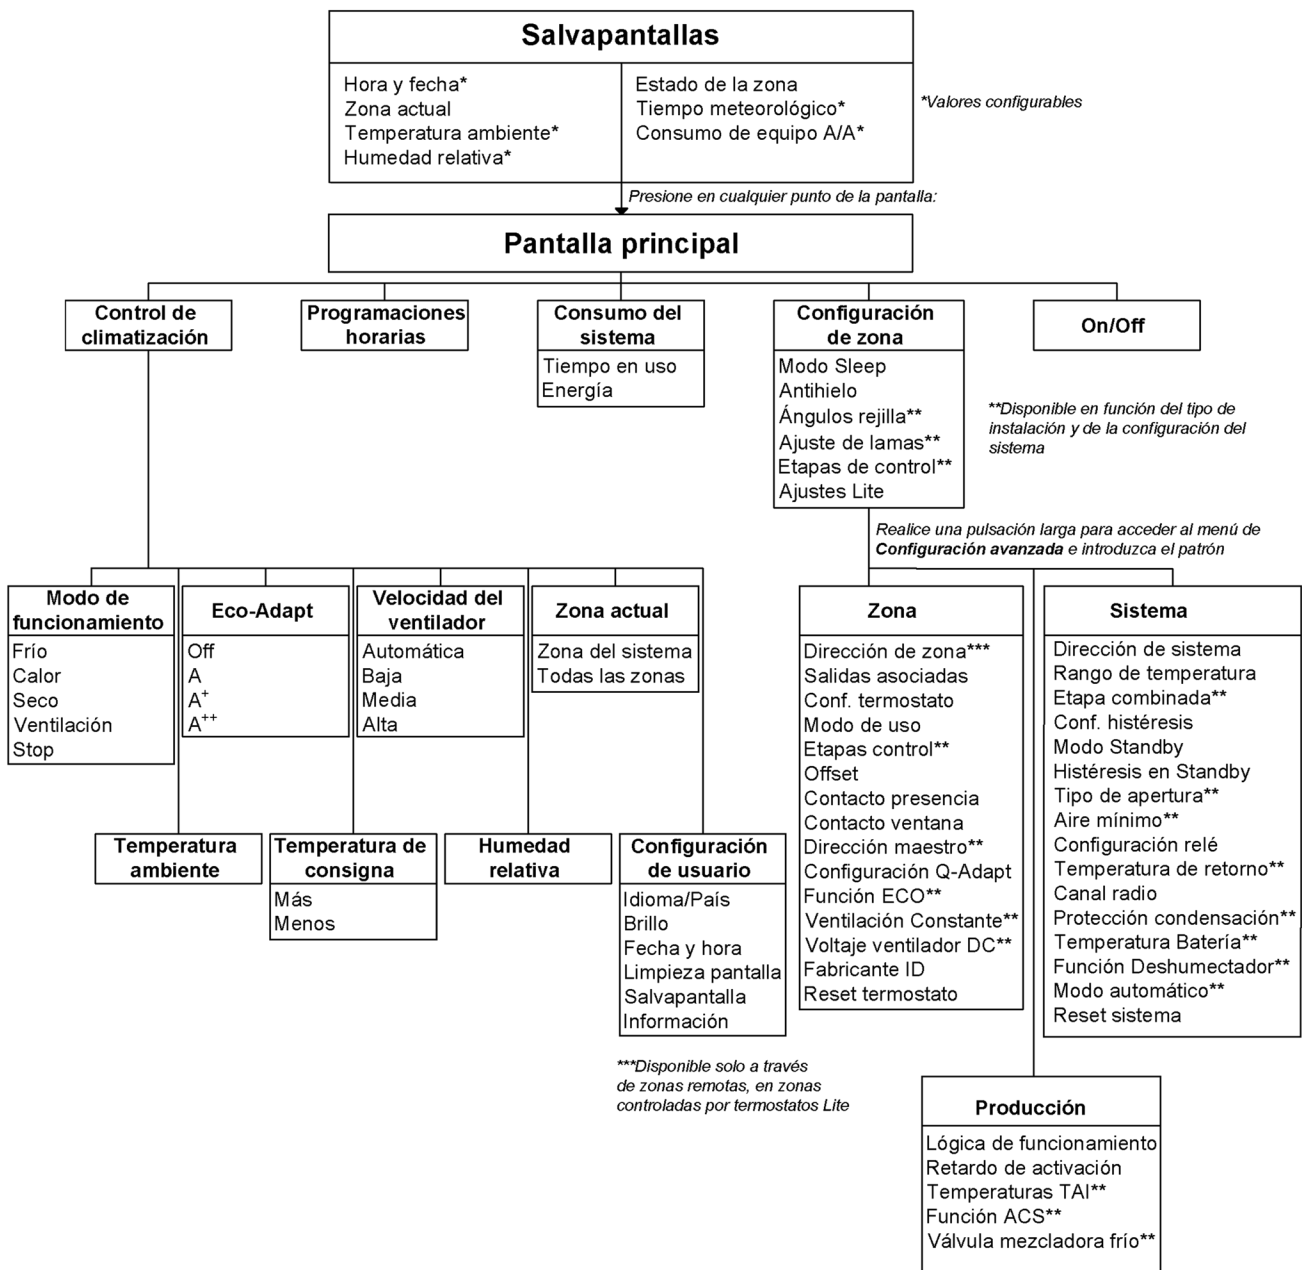 Salvapantallas
Hora y fecha*
Zona actual
Temperatura ambiente*
Humedad relativa*
Estado de la zona
Tiempo meteorológico*
Consumo de equipo A/A*
*Valores configurables
Presione en cualquier punto de la pantalla:
Pantalla principal
Control de
climatización
Programaciones
horarias
Consumo del
sistema
Tiempo en uso
Energía
Configuración
de zona
Modo Sleep
Antihielo
Ángulos rejilla**
Ajuste de lamas**
Etapas de control**
Ajustes Lite
On/Off
**Disponible en función del tipo de
instalación y de la configuración del
sistema
Realice una pulsación larga para acceder al menú de
Configuración avanzada e introduzca el patrón
Modo de
funcionamiento
Frío
Calor
Seco
Ventilación
Stop
Eco-Adapt
Off
A
A+
A++
Velocidad del
ventilador
Automática
Baja
Media
Alta
Zona actual
Zona del sistema
Todas las zonas
Temperatura
ambiente
Temperatura de
consigna
Más
Menos
Humedad
relativa
Configuración
de usuario
Idioma/País
Brillo
Fecha y hora
Limpieza pantalla
Salvapantalla
Información
***Disponible solo a través
de zonas remotas, en zonas
controladas por termostatos Lite
Zona
Dirección de zona***
Salidas asociadas
Conf. termostato
Modo de uso
Etapas control**
Offset
Contacto presencia
Contacto ventana
Dirección maestro**
Configuración Q-Adapt
Función ECO**
Ventilación Constante**
Voltaje ventilador DC**
Fabricante ID
Reset termostato
Sistema
Dirección de sistema
Rango de temperatura
Etapa combinada**
Conf. histéresis
Modo Standby
Histéresis en Standby
Tipo de apertura**
Aire mínimo**
Configuración relé
Temperatura de retorno**
Canal radio
Protección condensación**
Temperatura Batería**
Función Deshumectador**
Modo automático**
Reset sistema
Producción
Lógica de funcionamiento
Retardo de activación
Temperaturas TAI**
Función ACS**
Válvula mezcladora frío**